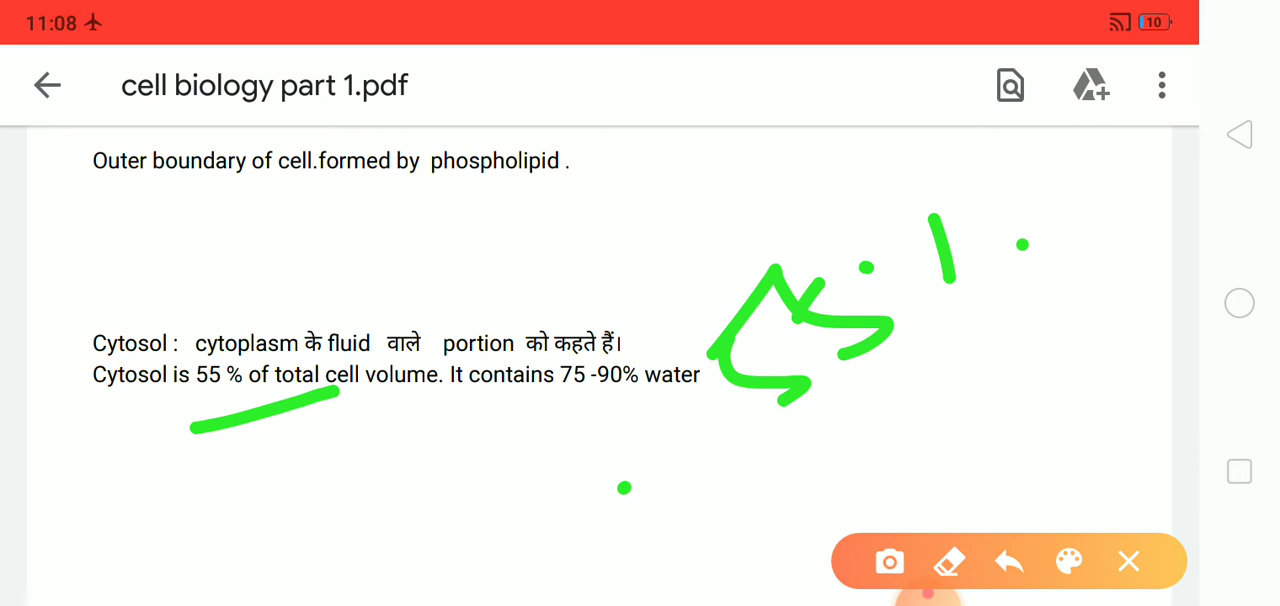 11:08
10
cell biology part 1.pdf
Outer boundary of cell.formed by phospholipid .
Cytosol : cytoplasm के fluid वाले portion को कहते हैं।
Cytosol is 55 % of total cell volume. It contains 75 -90% water